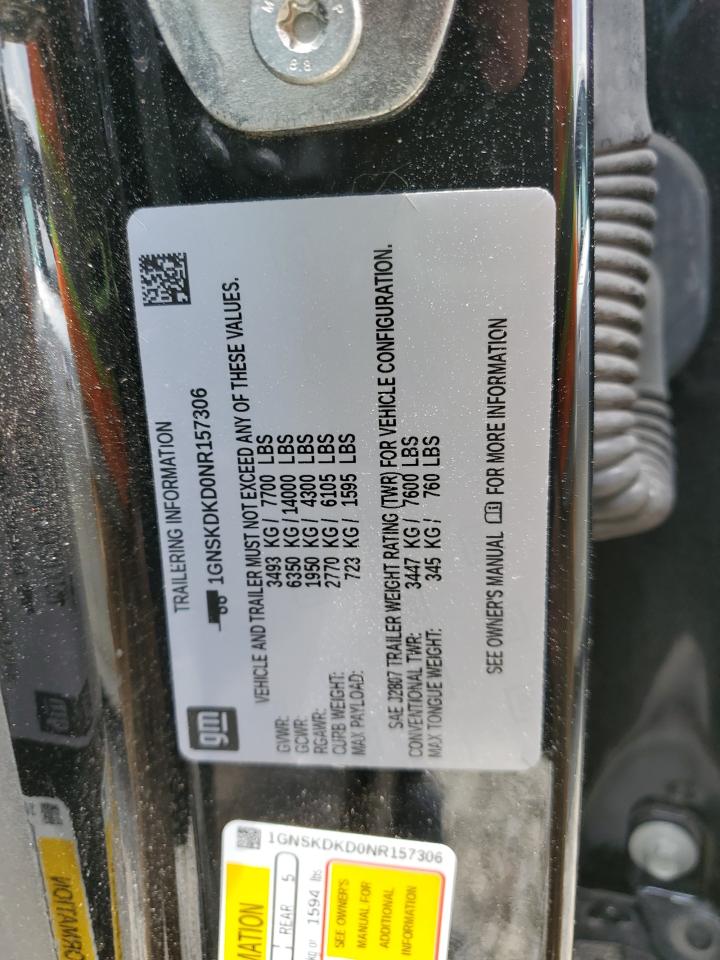 M P
8.8
gm
TRAILERING INFORMATION
1GNSKDKD0NR157306
VEHICLE AND TRAILER MUST NOT EXCEED ANY OF THESE VALUES.
GVWR: 3493 KG / 7700 LBS
GCWR: 6350 KG / 14000 LBS
RGAWR: 1950 KG / 4300 LBS
CURB WEIGHT: 2770 KG / 6105 LBS
MAX PAYLOAD: 723 KG / 1595 LBS
SAE J2807 TRAILER WEIGHT RATING (TWR) FOR VEHICLE CONFIGURATION.
CONVENTIONAL TWR: 3447 KG / 7600 LBS
MAX TONGUE WEIGHT: 345 KG / 760 LBS
SEE OWNER'S MANUAL FOR MORE INFORMATION
1GNSKDKD0NR157306
MATION
REAR 5
1594 lbs
SEE OWNER'S
MANUAL FOR
ADDITIONAL
INFORMATION